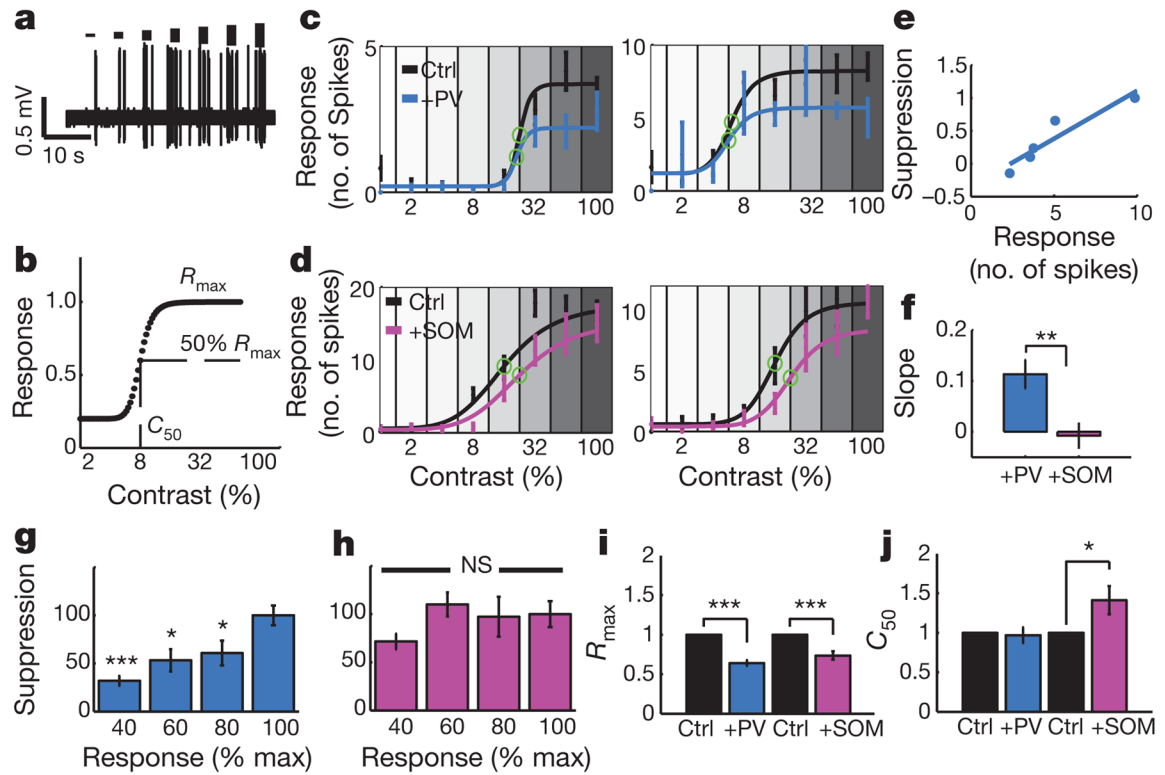 a
0.5 mV
10 s
b
Response
1.0
0.5
0
Rmax
50% Rmax
C50
2 8 32 100
Contrast (%)
c
Response
(no. of Spikes)
5
0
Ctrl
+PV
2 8 32 100
10
5
0
2 8 32 100
d
Response
(no. of spikes)
20
10
0
Ctrl
+SOM
2 8 32 100
Contrast (%)
10
5
0
2 8 32 100
Contrast (%)
e
Suppression
1.5
1
0.5
0
−0.5
0 5 10
Response
(no. of spikes)
f
Slope
0.2
0.1
0
**
+PV +SOM
g
Suppression
100
50
0
***
*
*
40 60 80 100
Response (% max)
h
100
50
0
NS
40 60 80 100
Response (% max)
i
Rmax
2
1.5
1
0.5
0
***
***
Ctrl +PV Ctrl +SOM
j
C50
2
1.5
1
0.5
0
*
Ctrl +PV Ctrl +SOM